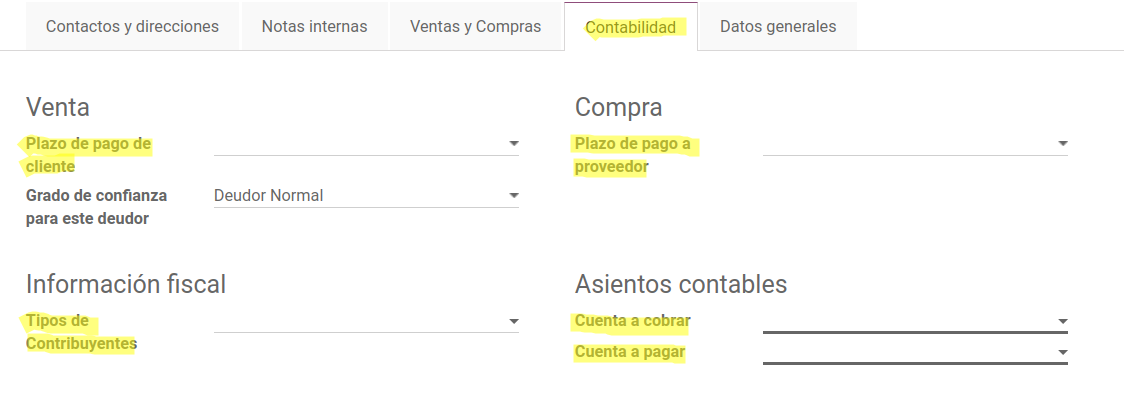 Contactos y direcciones Notas internas Ventas y Compras Contabilidad Datos generales
Venta
Plazo de pago de
cliente
Grado de confianza
para este deudor
Deudor Normal
Compra
Plazo de pago a
proveedor
Información fiscal
Tipos de
Contribuyentes
Asientos contables
Cuenta a cobrar
Cuenta a pagar